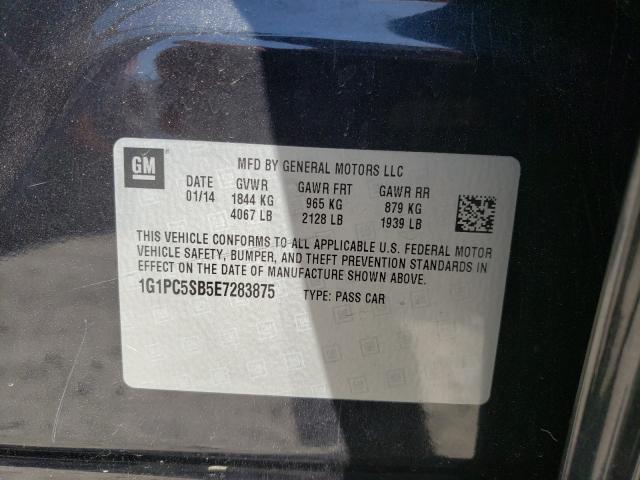 GM
MFD BY GENERAL MOTORS LLC
DATE GVWR GAWR FRT GAWR RR
01/14 1844 KG 965 KG 879 KG
4067 LB 2128 LB 1939 LB
THIS VEHICLE CONFORMS TO ALL APPLICABLE U.S. FEDERAL MOTOR
VEHICLE SAFETY, BUMPER, AND THEFT PREVENTION STANDARDS IN
EFFECT ON THE DATE OF MANUFACTURE SHOWN ABOVE.
1G1PC5SB5E7283875 TYPE: PASS CAR